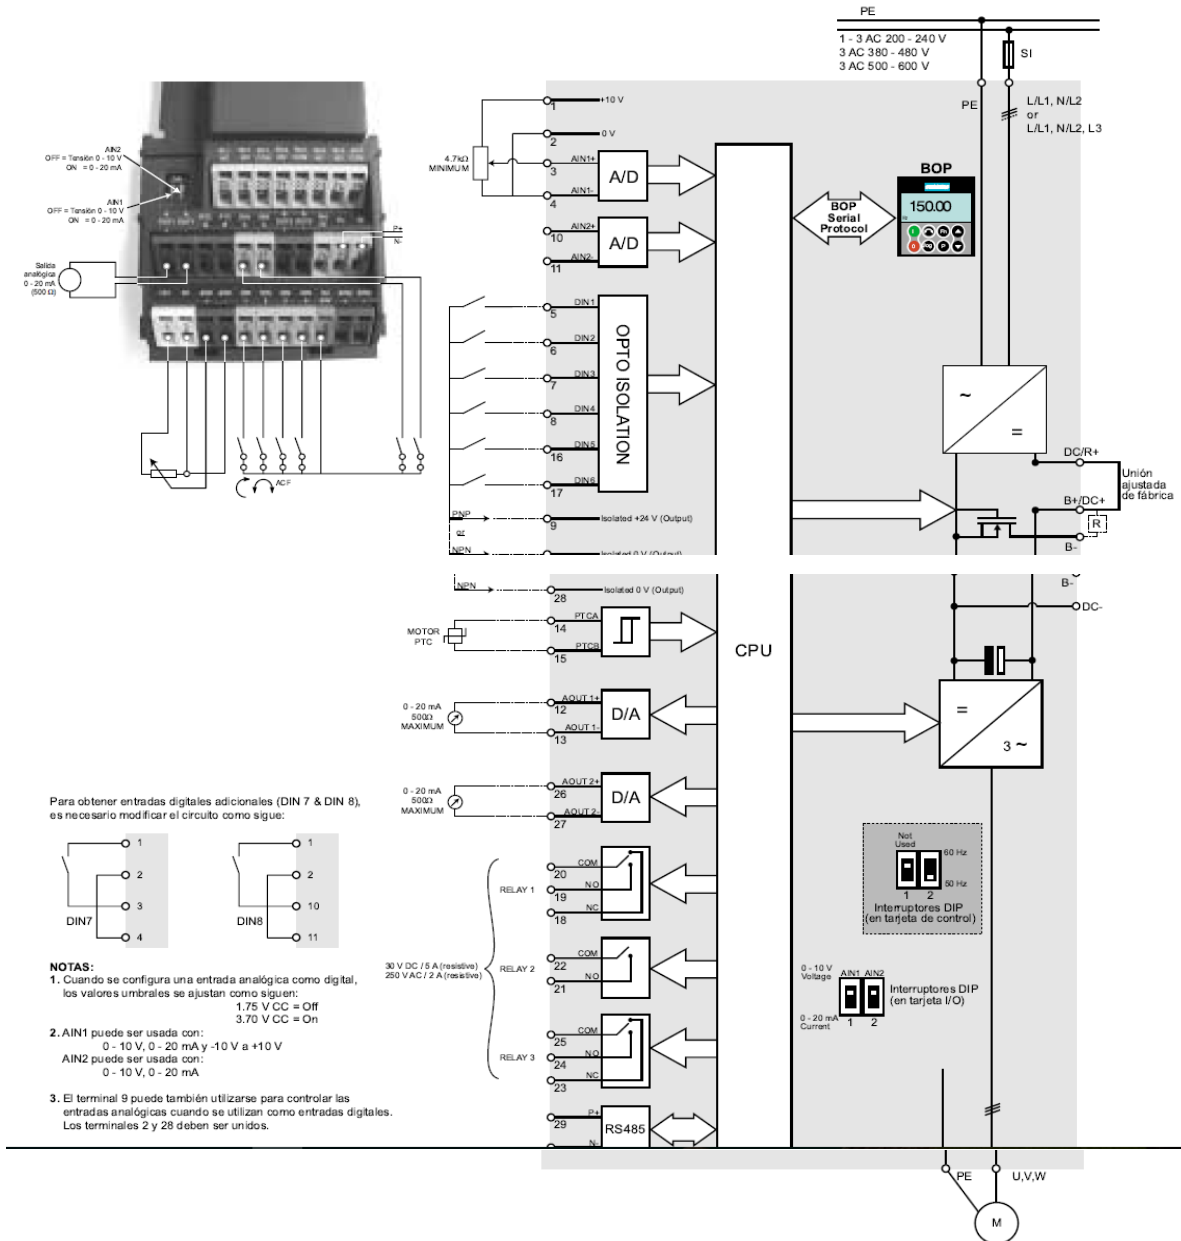 PE
1 - 3 AC 200 - 240 V
3 AC 380 - 480 V
3 AC 500 - 600 V
SI
PE
L/L1, N/L2
or
L/L1, N/L2, L3
AIN2
OFF = Tensión 0 - 10 V
ON = 0 - 20 mA
AIN1
OFF = Tensión 0 - 10 V
ON = 0 - 20 mA
P+
N-
Salida
analógica
0 - 20 mA
(500 Ω)
ACF
+10 V
1
0 V
2
4.7kΩ
MINIMUM
AIN1+
3
AIN1-
4
A/D
AIN2+
10
AIN2-
11
A/D
BOP
150.00
BOP
Serial
Protocol
DIN1
5
DIN2
6
DIN3
7
DIN4
8
DIN5
16
DIN6
17
OPTO ISOLATION
PNP
9
Isolated +24 V (Output)
or
NPN
Isolated 0 V (Output)
~
=
DC/R+
Unión
ajustada
de fábrica
B+/DC+
R
B-
NPN
28
Isolated 0 V (Output)
B-
DC-
MOTOR
PTC
PTCA
14
PTCB
15
CPU
0 - 20 mA
500Ω
MAXIMUM
AOUT 1+
12
AOUT 1-
13
D/A
=
3 ~
0 - 20 mA
500Ω
MAXIMUM
AOUT 2+
26
AOUT 2-
27
D/A
Para obtener entradas digitales adicionales (DIN 7 & DIN 8),
es necesario modificar el circuito como sigue:
1
2
3
4
DIN7
1
2
10
11
DIN8
Not
Used
60 Hz
50 Hz
1 2
Interruptores DIP
(en tarjeta de control)
30 V DC / 5 A (resistive)
250 V AC / 2 A (resistive)
RELAY 1
COM
20
NO
19
NC
18
RELAY 2
COM
22
NO
21
RELAY 3
COM
25
NO
24
NC
23
0 - 10 V
Voltage
AIN1 AIN2
0 - 20 mA
Current
1 2
Interruptores DIP
(en tarjeta I/O)
NOTAS:
1. Cuando se configura una entrada analógica como digital,
los valores umbrales se ajustan como siguen:
1.75 V CC = Off
3.70 V CC = On
2. AIN1 puede ser usada con:
0 - 10 V, 0 - 20 mA y -10 V a +10 V
AIN2 puede ser usada con:
0 - 10 V, 0 - 20 mA
3. El terminal 9 puede también utilizarse para controlar las
entradas analógicas cuando se utilizan como entradas digitales.
Los terminales 2 y 28 deben ser unidos.
P+
29
N-
RS485
PE
U,V,W
M